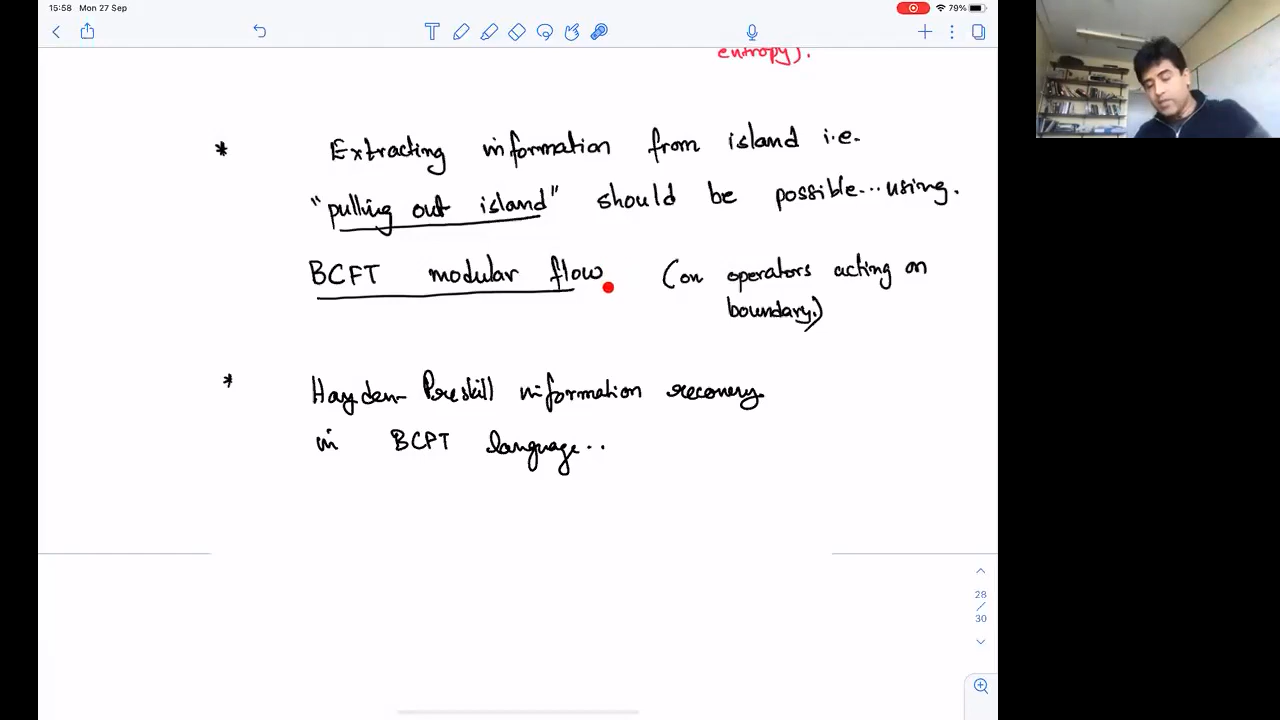 15:58 Mon 27 Sep
79%
entropy).
* Extracting information from island i.e.
"pulling out island" should be possible... using.
BCFT modular flow (on operators acting on
boundary.)
* Hayden-Preskill information recovery.
in BCFT language..
28
/
30